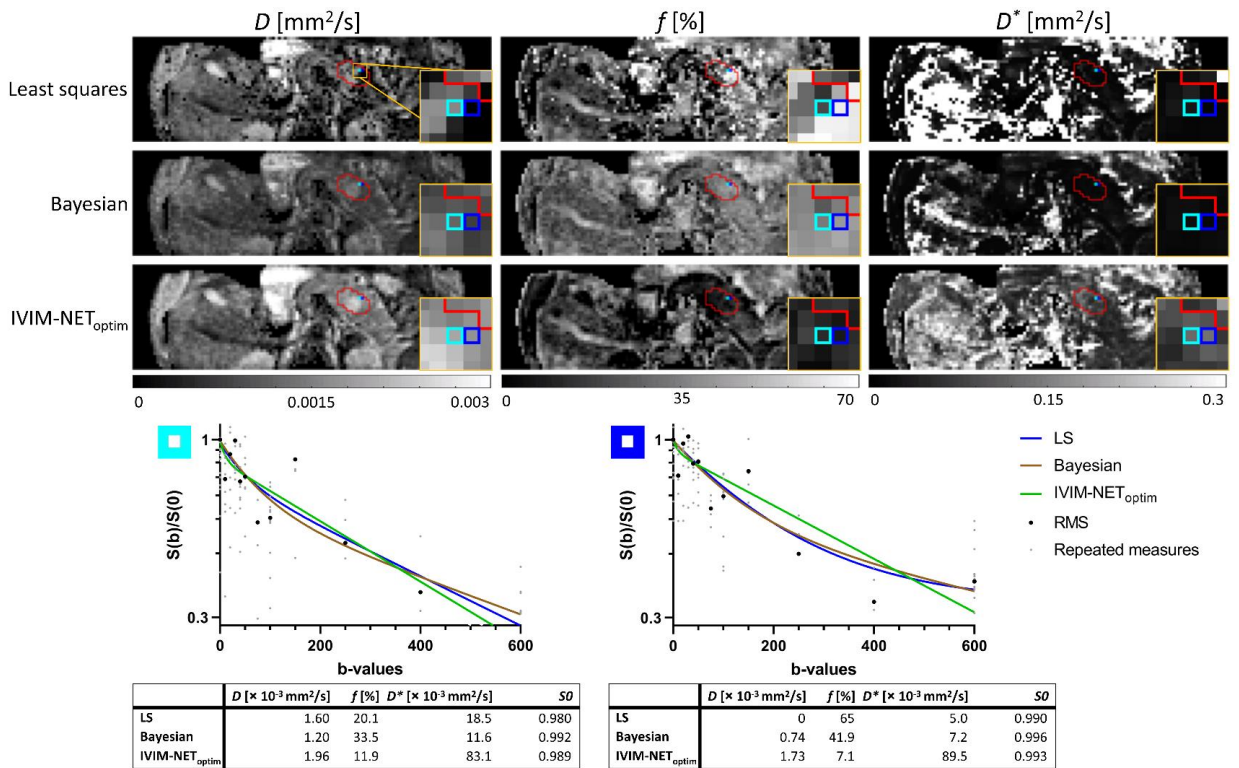 D [mm²/s] f [%] D* [mm²/s]
Least squares
Bayesian
IVIM-NEToptim
0 0.0015 0.003 0 35 70 0 0.15 0.3
1 1 LS
Bayesian
IVIM-NEToptim
RMS
Repeated measures
S(b)/S(0) S(b)/S(0)
0.3 0.3
0 200 400 600 0 200 400 600
b-values b-values
D [× 10⁻³ mm²/s] f [%] D* [× 10⁻³ mm²/s] S0
LS 1.60 20.1 18.5 0.980
Bayesian 1.20 33.5 11.6 0.992
IVIM-NEToptim 1.96 11.9 83.1 0.989
D [× 10⁻³ mm²/s] f [%] D* [× 10⁻³ mm²/s] S0
LS 0 65 5.0 0.990
Bayesian 0.74 41.9 7.2 0.996
IVIM-NEToptim 1.73 7.1 89.5 0.993